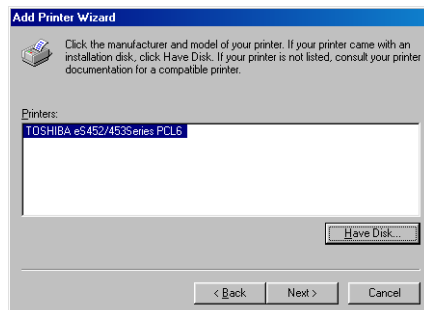 Add Printer Wizard
Click the manufacturer and model of your printer. If your printer came with an
installation disk, click Have Disk. If your printer is not listed, consult your printer
documentation for a compatible printer.
Printers:
TOSHIBA eS452/453Series PCL6
Have Disk...
< Back Next > Cancel